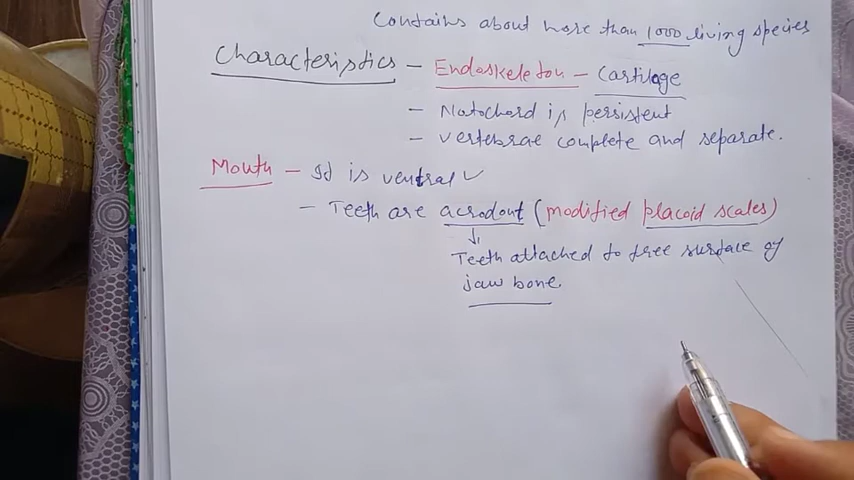 Contains about more than 1000 living species
Characteristics - Endoskeleton - Cartilage
- Notochord is persistent
- Vertebrae complete and separate.
Mouth - It is ventral ✓
- Teeth are acrodout (modified placoid scales)
↓
Teeth attached to free surface of
jaw bone.